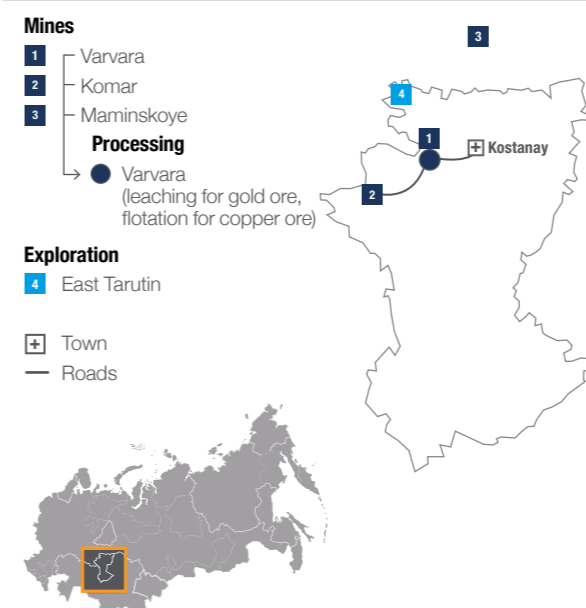 Mines
1 Varvara
2 Komar
3 Maminskoye
Processing
Varvara
(leaching for gold ore,
flotation for copper ore)
Exploration
4 East Tarutin
Town
Roads
3
4
1
Kostanay
2